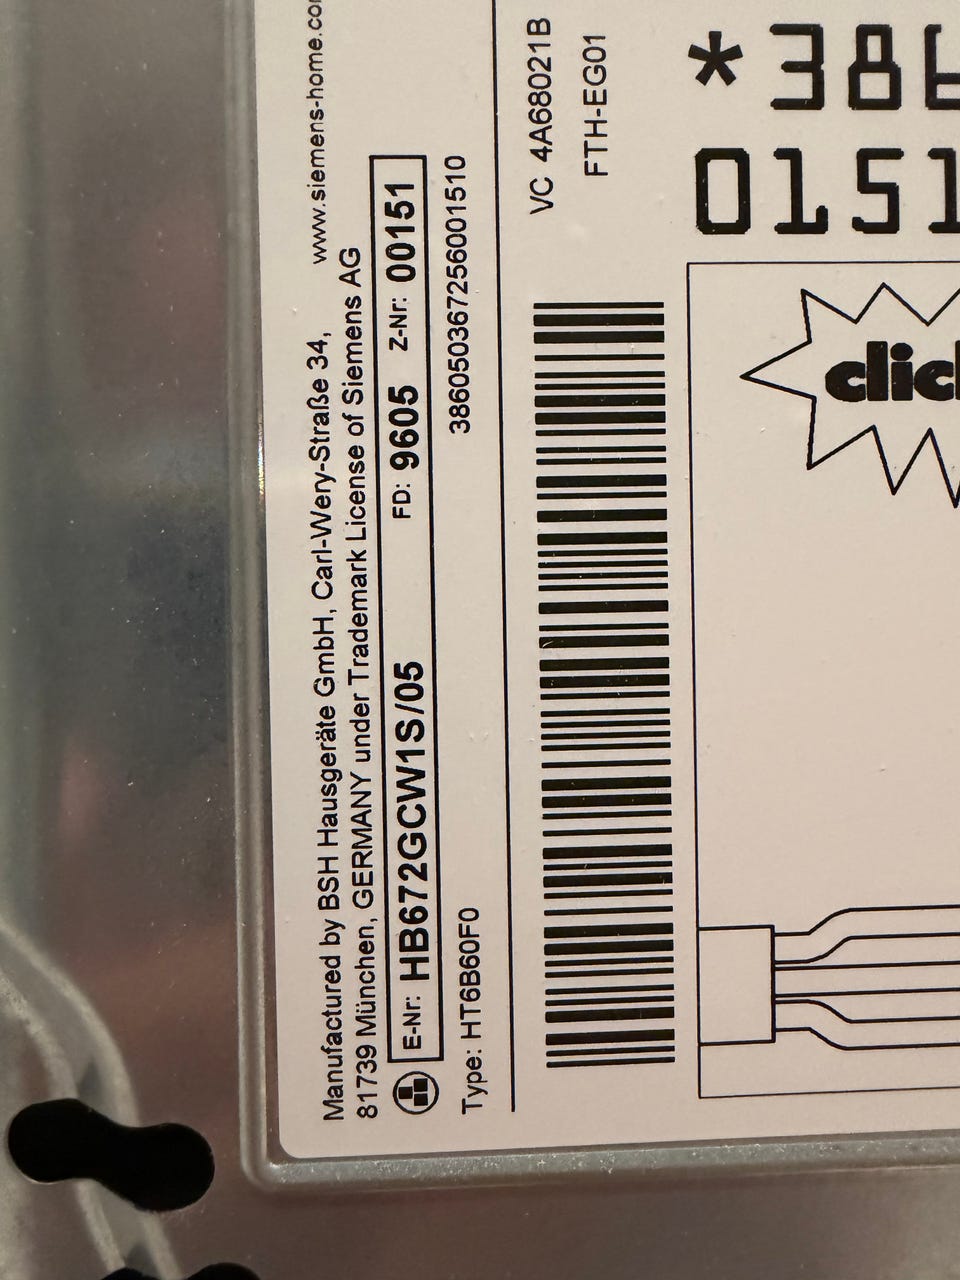 www.siemens-home.co
Manufactured by BSH Hausgeräte GmbH, Carl-Wery-Straße 34,
81739 München, GERMANY under Trademark License of Siemens AG
E-Nr: HB672GCW1S/05 FD: 9605 Z-Nr: 00151
Type: HT6B60F0 386050367256001510
VC 4A68021B
FTH-EG01
*38
0151
clic